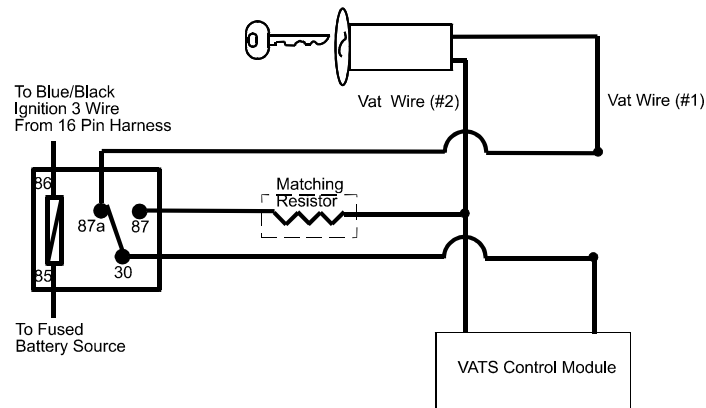 To Blue/Black
Ignition 3 Wire
From 16 Pin Harness
Vat Wire (#2)
Vat Wire (#1)
86
87a
87
30
85
Matching
Resistor
To Fused
Battery Source
VATS Control Module